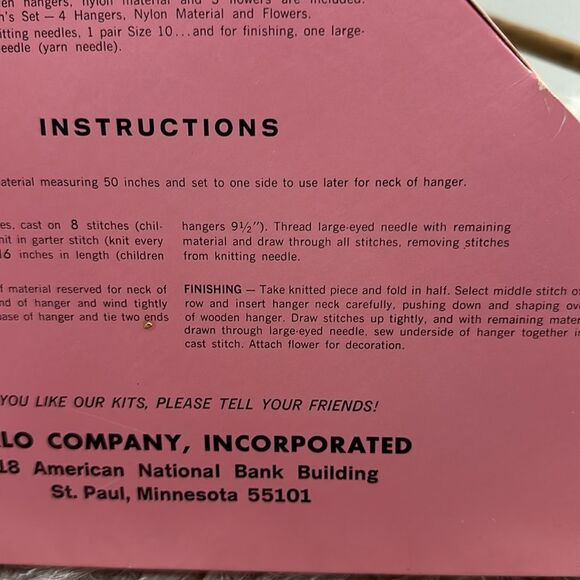 hangers, nylon material and 3 flowers are included.
n's Set — 4 Hangers, Nylon Material and Flowers.
itting needles, 1 pair Size 10...and for finishing, one large-
eedle (yarn needle).
INSTRUCTIONS
aterial measuring 50 inches and set to one side to use later for neck of hanger.
es, cast on 8 stitches (chil-
nit in garter stitch (knit every
16 inches in length (children
f material reserved for neck of
nd of hanger and wind tightly
base of hanger and tie two ends
hangers 9½"). Thread large-eyed needle with remaining
material and draw through all stitches, removing stitches
from knitting needle.
FINISHING — Take knitted piece and fold in half. Select middle stitch of
row and insert hanger neck carefully, pushing down and shaping ov
of wooden hanger. Draw stitches up tightly, and with remaining mater
drawn through large-eyed needle, sew underside of hanger together i
cast stitch. Attach flower for decoration.
YOU LIKE OUR KITS, PLEASE TELL YOUR FRIENDS!
LO COMPANY, INCORPORATED
18 American National Bank Building
St. Paul, Minnesota 55101